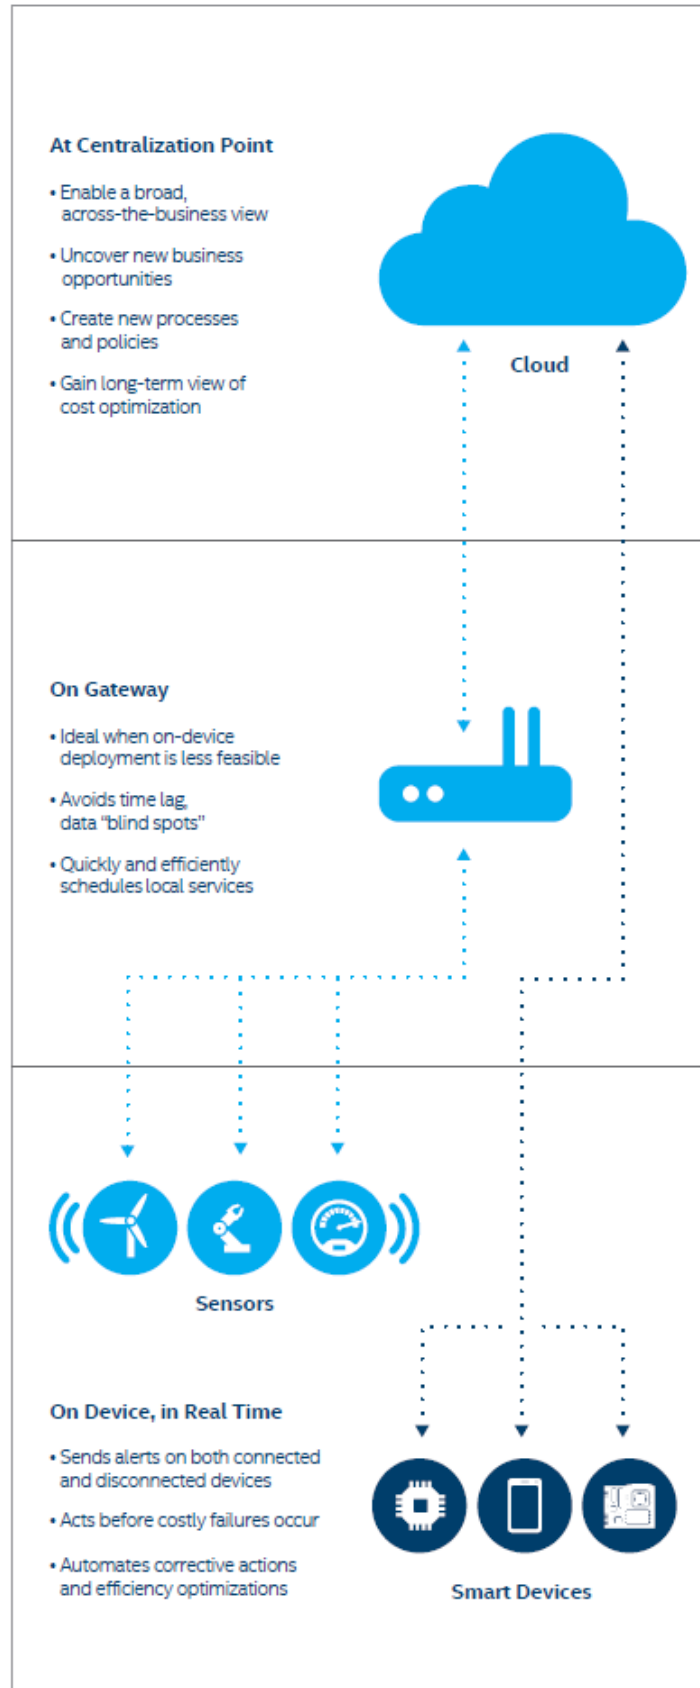 At Centralization Point
• Enable a broad,
across-the-business view
• Uncover new business
opportunities
• Create new processes
and policies
• Gain long-term view of
cost optimization
Cloud
On Gateway
• Ideal when on-device
deployment is less feasible
• Avoids time lag,
data “blind spots”
• Quickly and efficiently
schedules local services
Sensors
On Device, in Real Time
• Sends alerts on both connected
and disconnected devices
• Acts before costly failures occur
• Automates corrective actions
and efficiency optimizations
Smart Devices